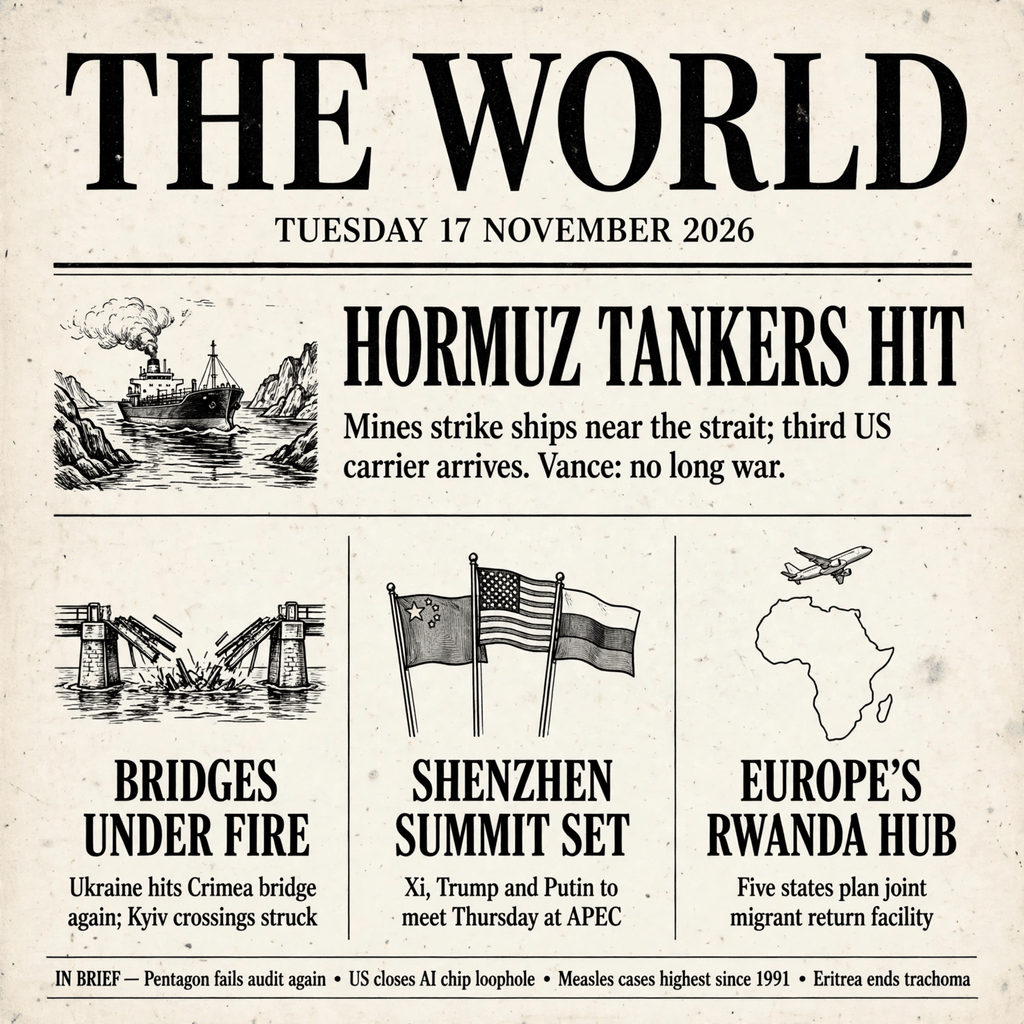 THE WORLD
TUESDAY 17 NOVEMBER 2026
HORMUZ TANKERS HIT
Mines strike ships near the strait; third US
carrier arrives. Vance: no long war.
BRIDGES
UNDER FIRE
Ukraine hits Crimea bridge
again; Kyiv crossings struck
SHENZHEN
SUMMIT SET
Xi, Trump and Putin to
meet Thursday at APEC
EUROPE’S
RWANDA HUB
Five states plan joint
migrant return facility
IN BRIEF — Pentagon fails audit again • US closes AI chip loophole • Measles cases highest since 1991 • Eritrea ends trachoma